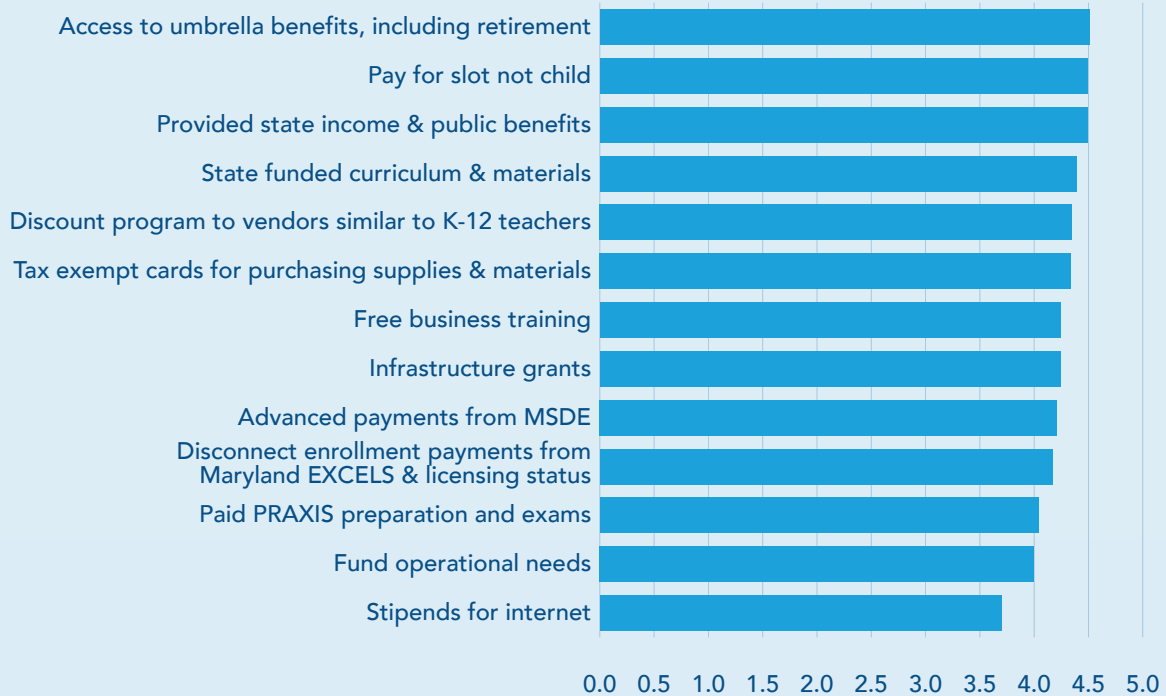 Access to umbrella benefits, including retirement
Pay for slot not child
Provided state income & public benefits
State funded curriculum & materials
Discount program to vendors similar to K-12 teachers
Tax exempt cards for purchasing supplies & materials
Free business training
Infrastructure grants
Advanced payments from MSDE
Disconnect enrollment payments from
Maryland EXCELS & licensing status
Paid PRAXIS preparation and exams
Fund operational needs
Stipends for internet
0.0 0.5 1.0 1.5 2.0 2.5 3.0 3.5 4.0 4.5 5.0